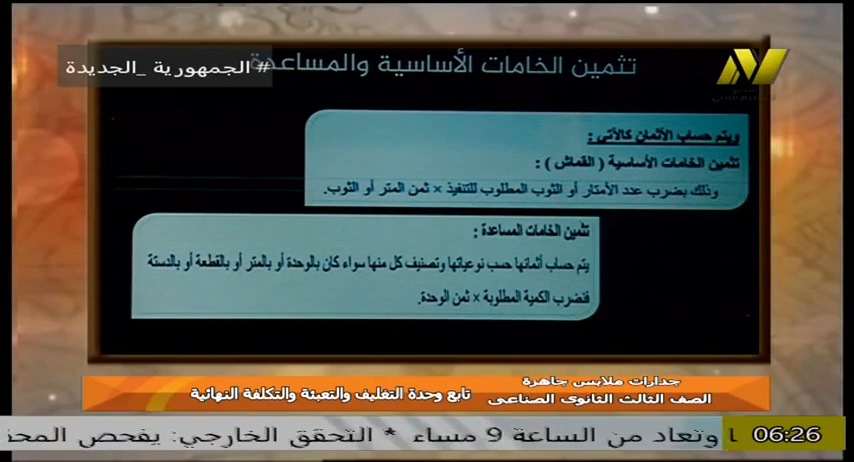 تثمين الخامات الأساسية والمساعدة
# الجمهورية _الجديدة
ويتم حساب الأثمان كالآتي :
تثمين الخامات الأساسية ( القماش ) :
وذلك بضرب عدد الأمتار أو الثوب المطلوب للتنفيذ × ثمن المتر أو الثوب.
تثمين الخامات المساعدة :
يتم حساب أثمانها حسب نوعياتها وتصنيف كل منها سواء كان بالوحدة أو بالمتر أو بالقطعة أو بالدستة
فنضرب الكمية المطلوبة × ثمن الوحدة.
جدارات ملابس جاهزة
الصف الثالث الثانوى الصناعى
تابع وحدة التغليف والتعبئة والتكلفة النهائية
وتعاد من الساعة 9 مساء * التحقق الخارجي: يفحص
06:26